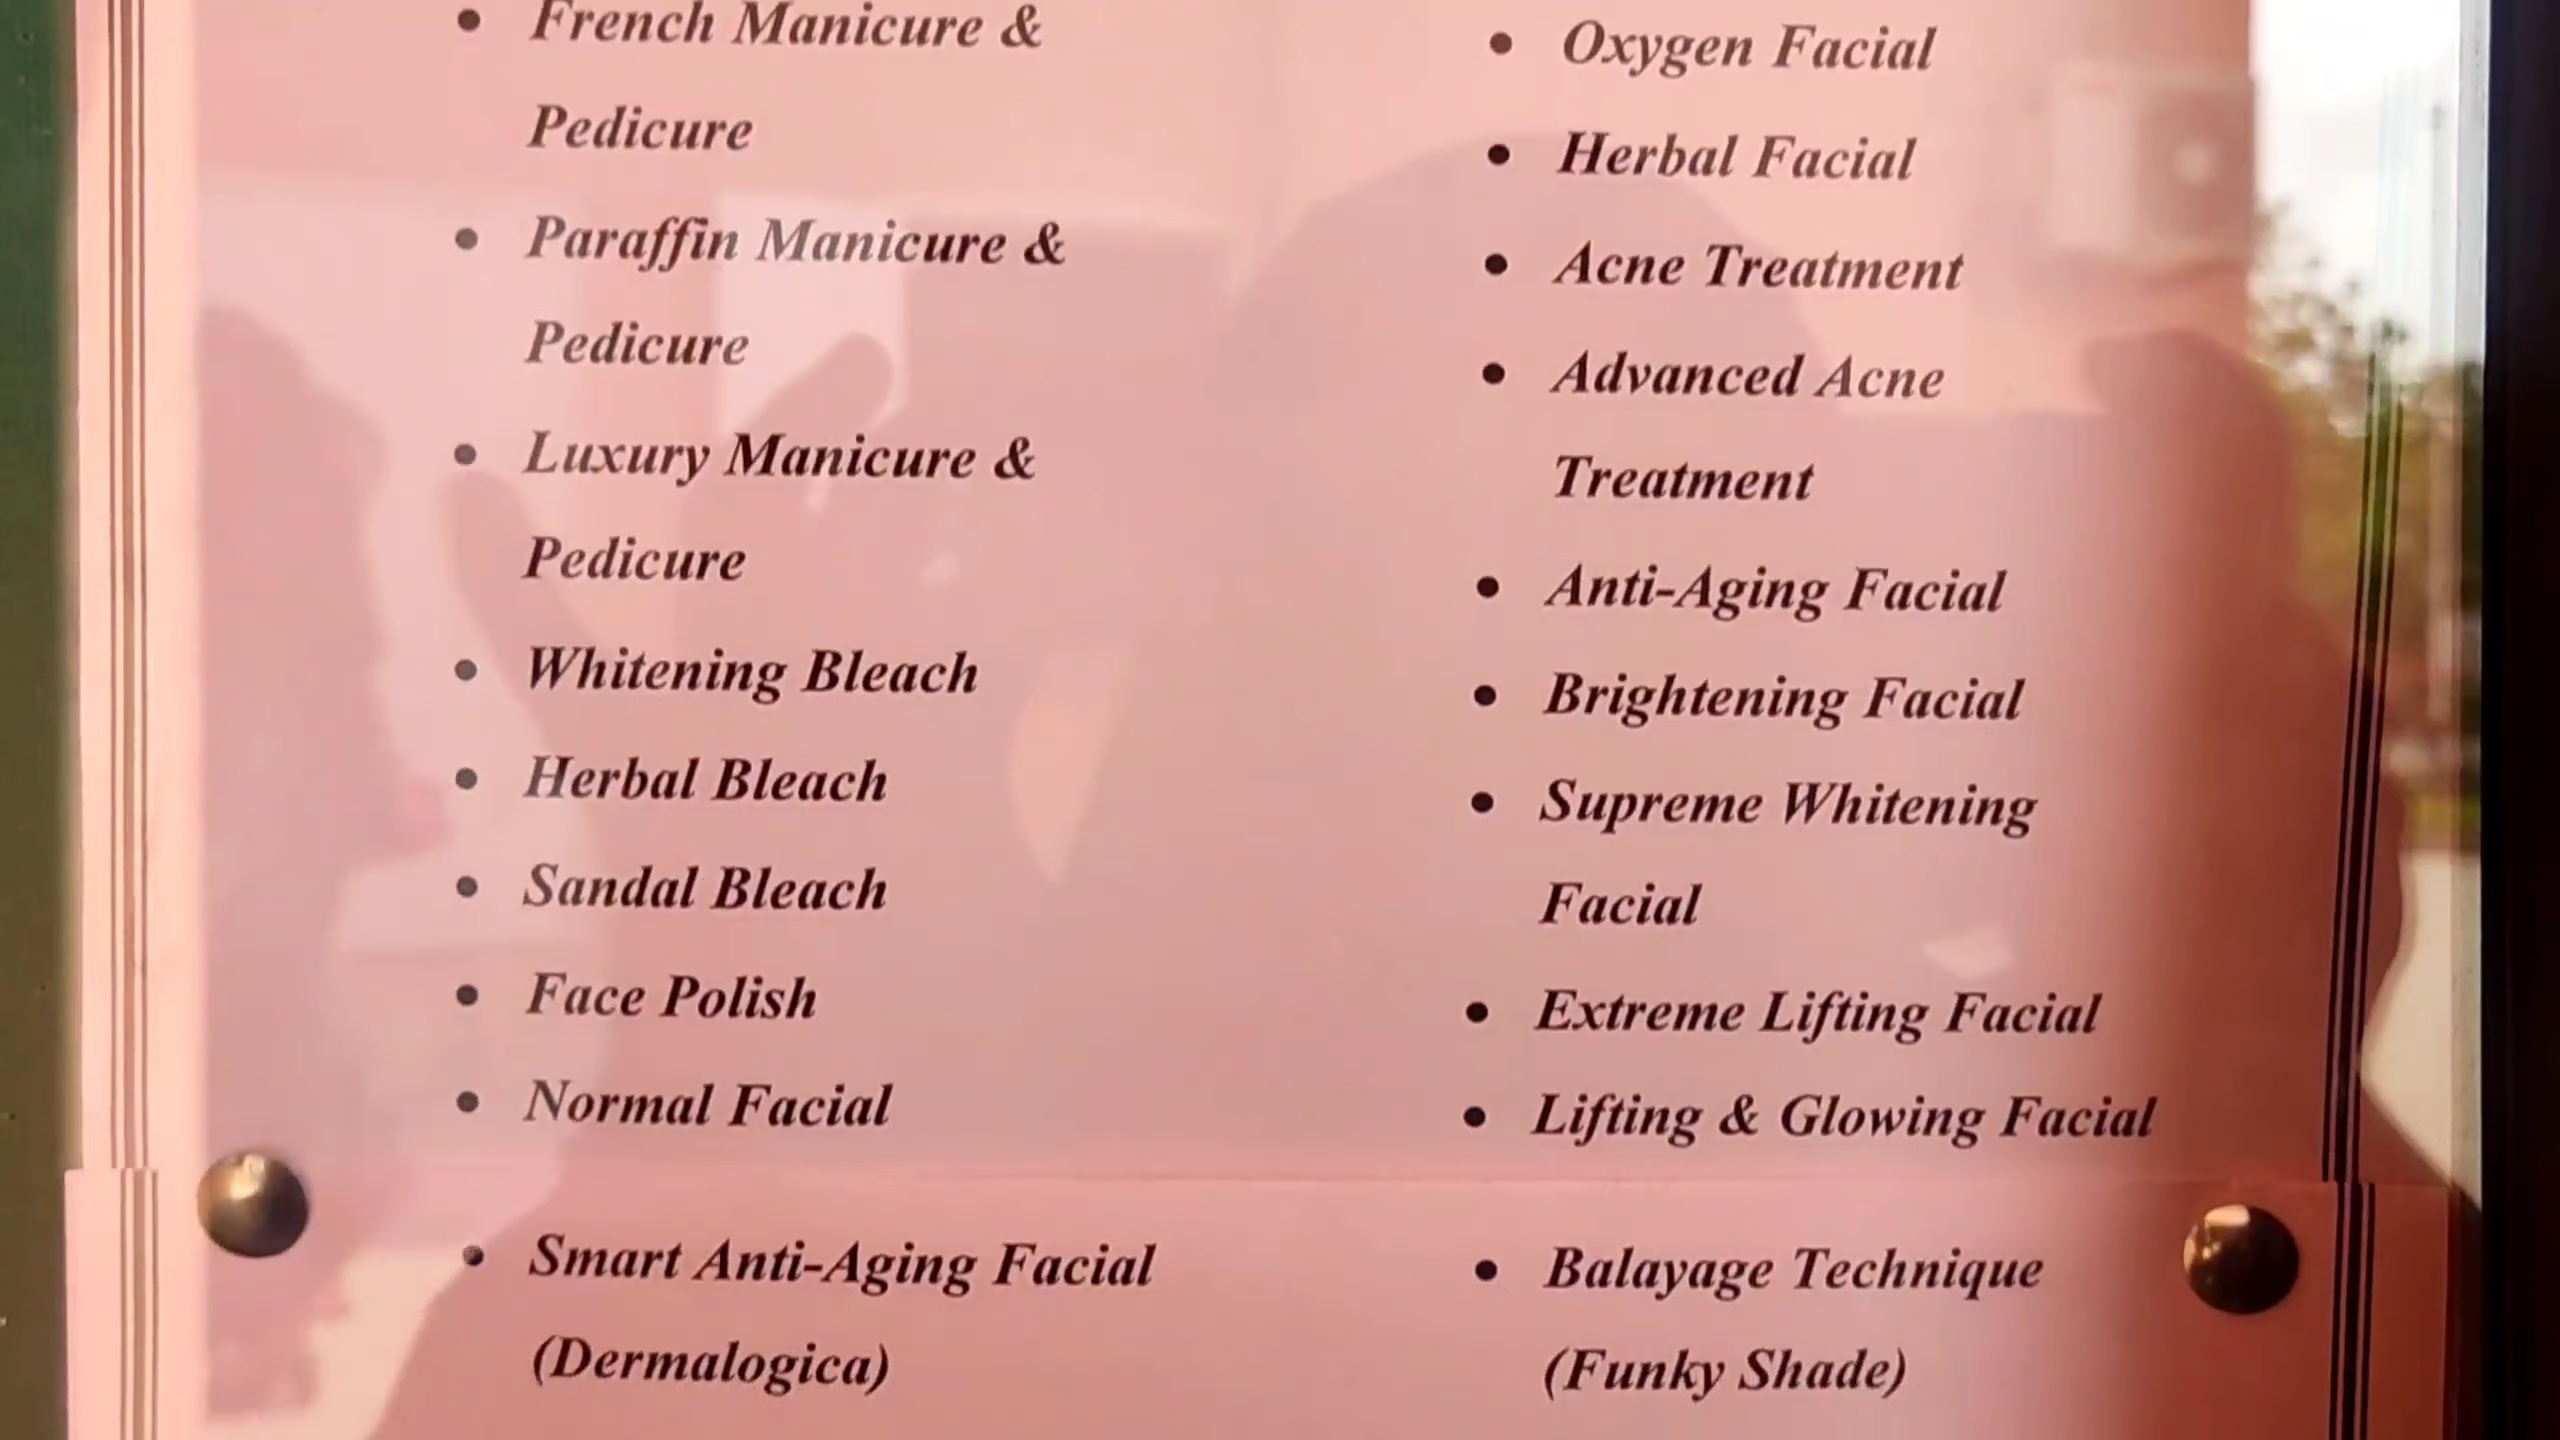 French Manicure &
Pedicure
Paraffin Manicure &
Pedicure
Luxury Manicure &
Pedicure
Whitening Bleach
Herbal Bleach
Sandal Bleach
Face Polish
Normal Facial
Smart Anti-Aging Facial
(Dermalogica)
Oxygen Facial
Herbal Facial
Acne Treatment
Advanced Acne
Treatment
Anti-Aging Facial
Brightening Facial
Supreme Whitening
Facial
Extreme Lifting Facial
Lifting & Glowing Facial
Balayage Technique
(Funky Shade)